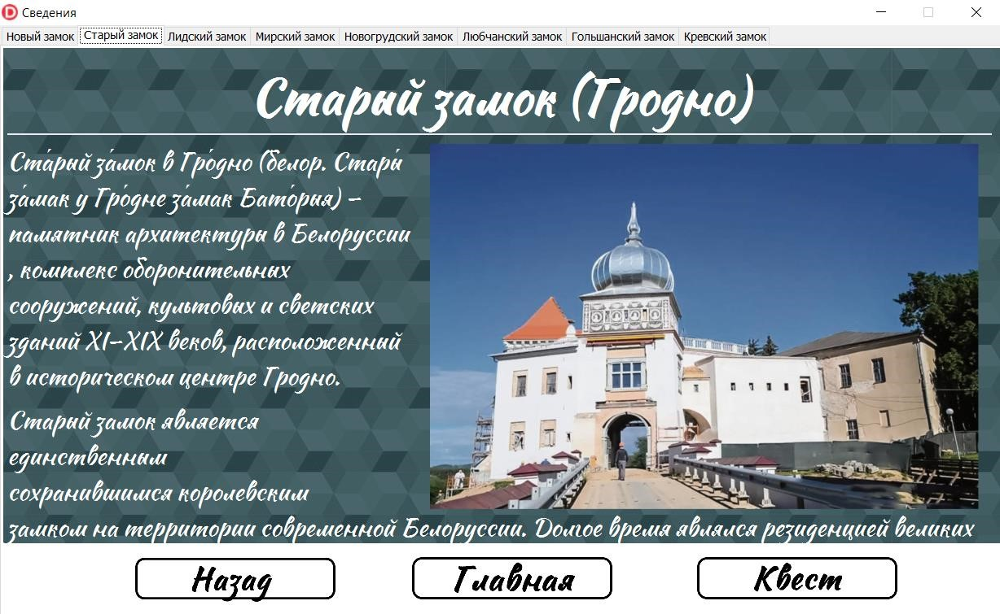 Сведения
Новый замок Старый замок Лидский замок Мирский замок Новогрудский замок Любчанский замок Гольшанский замок Кревский замок
Старый замок (Гродно)
Ста́рый за́мок в Гро́дно (белор. Стары́
за́мак у Гро́дне за́мак Бато́рыя) –
памятник архитектуры в Белоруссии
, комплекс оборонительных
сооружений, культовых и светских
зданий XI–XIX веков, расположенный
в историческом центре Гродно.
Старый замок является
единственным
сохранившимся королевским
замком на территории современной Белоруссии. Долгое время являлся резиденцией великих
Назад Главная Квест